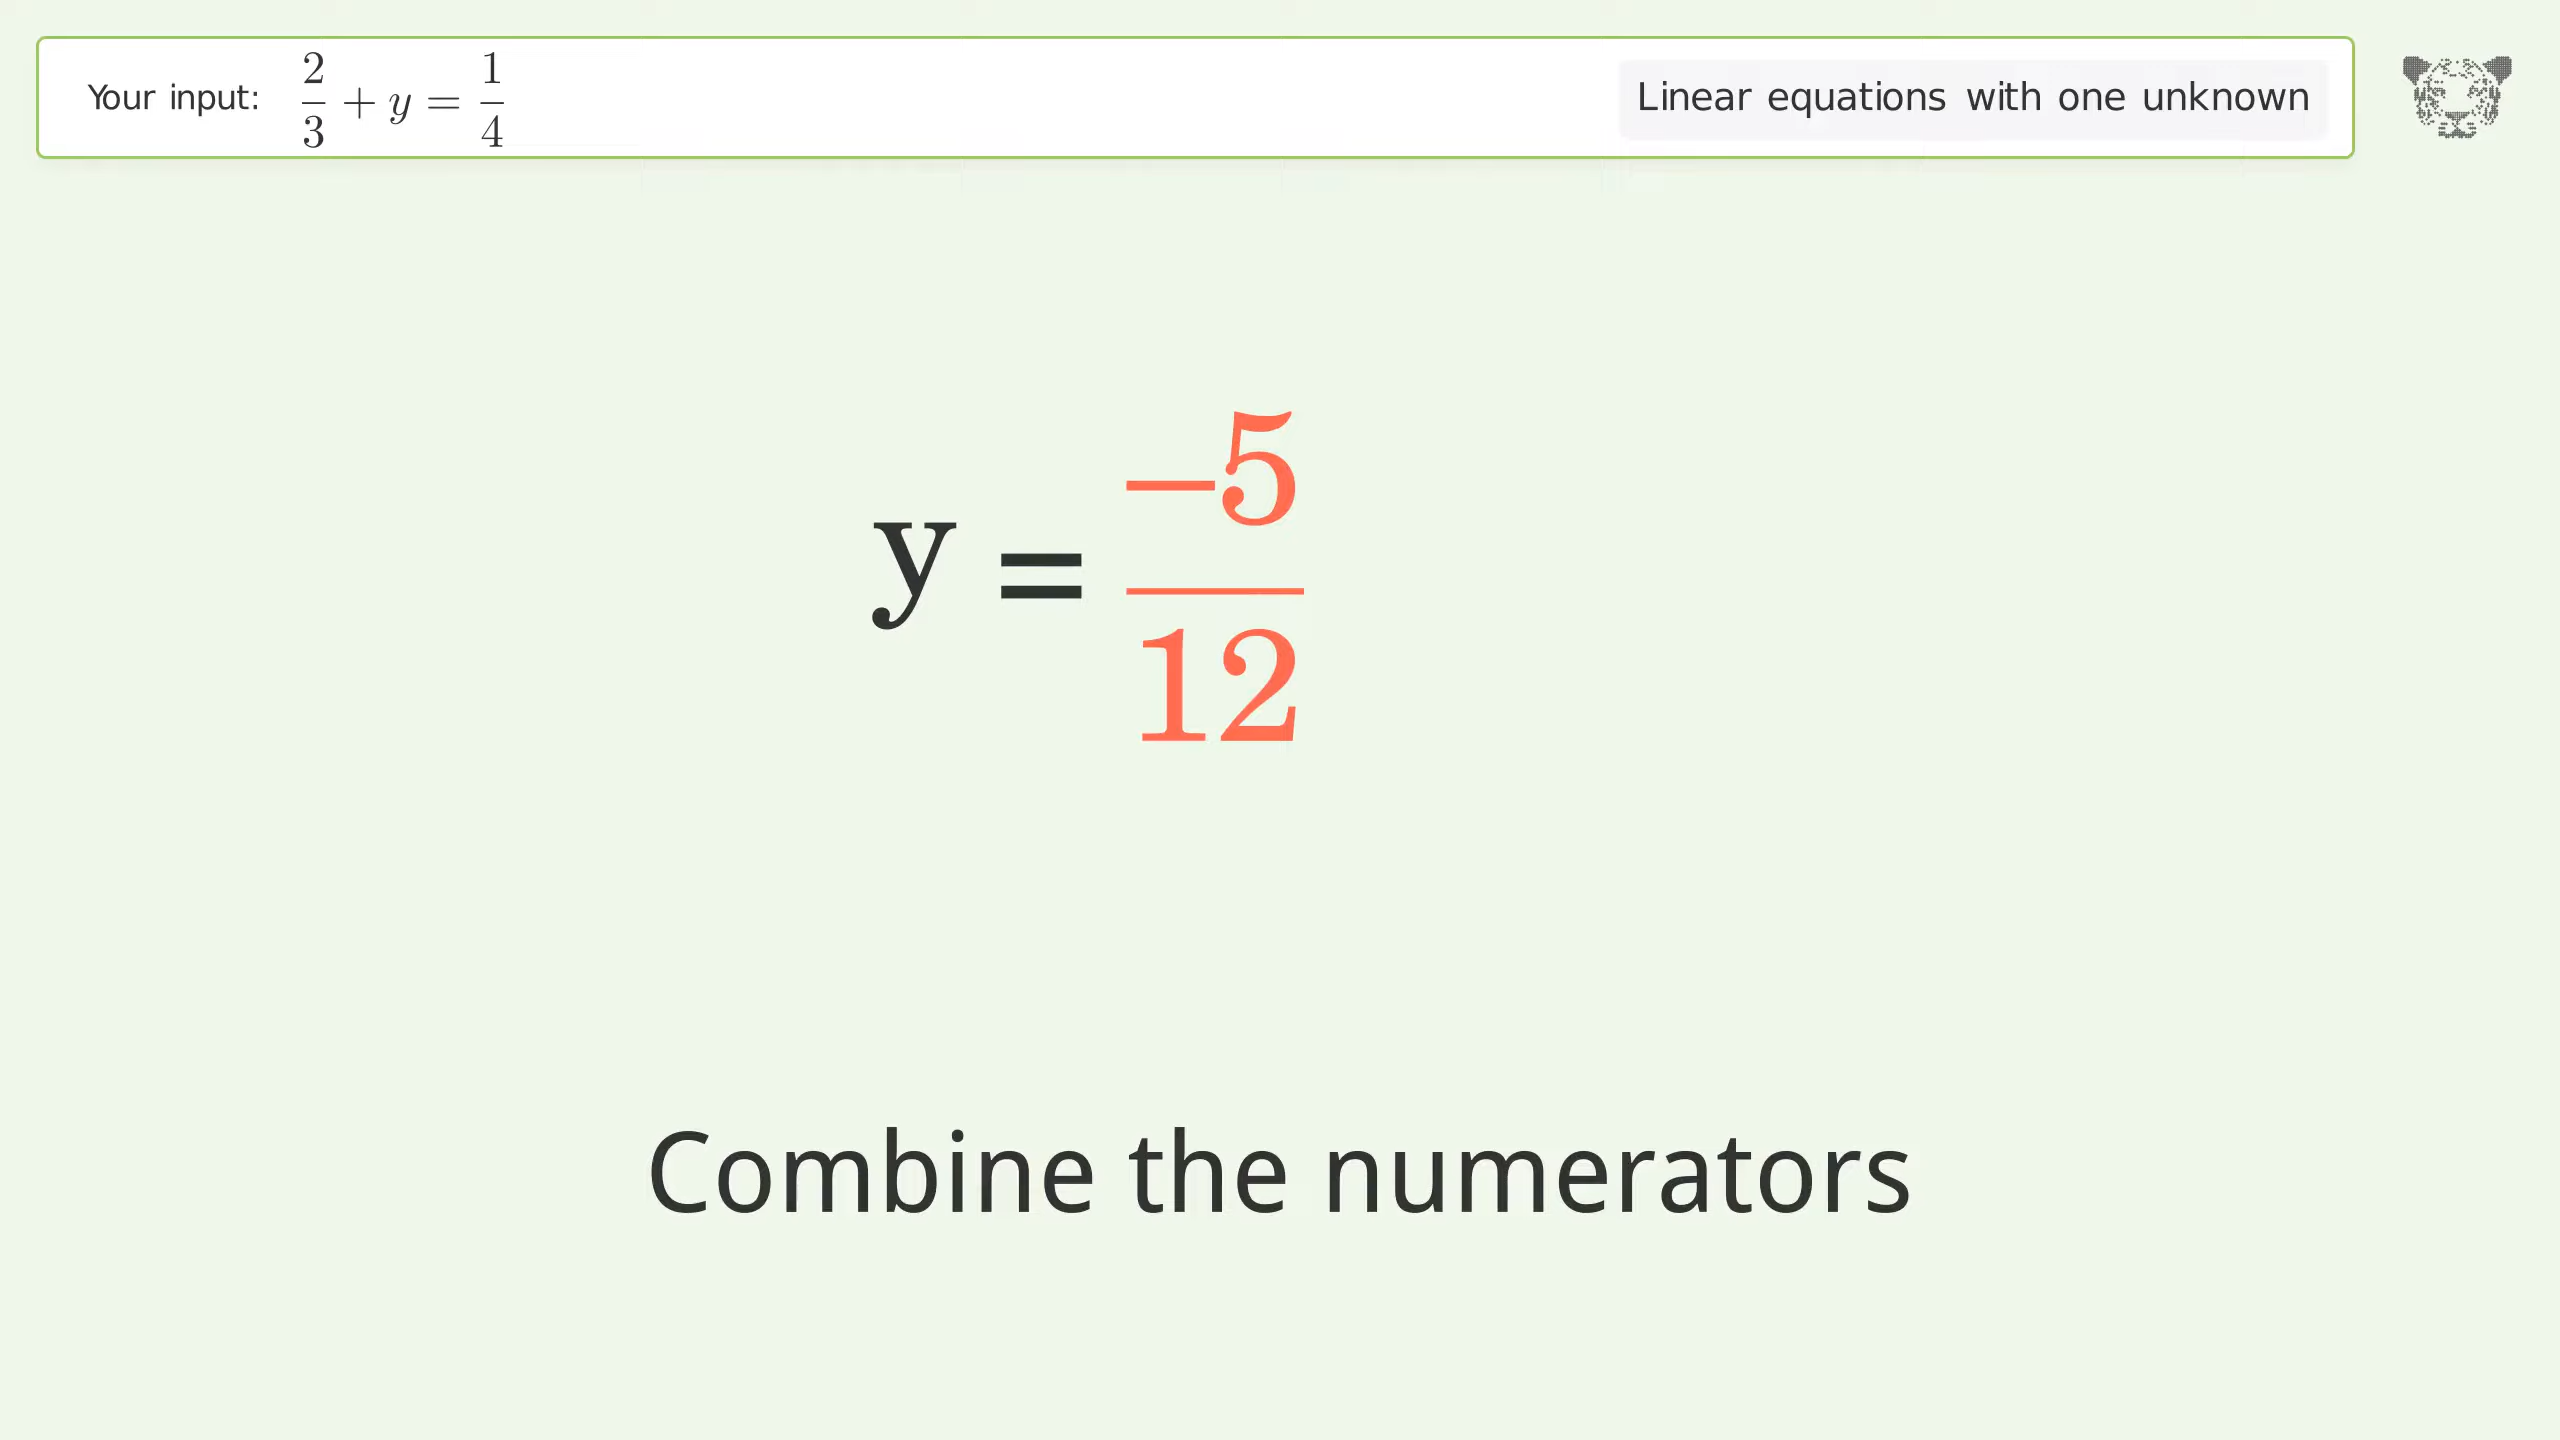 Your input: 2/3 + y = 1/4
Linear equations with one unknown
y = -5/12
Combine the numerators